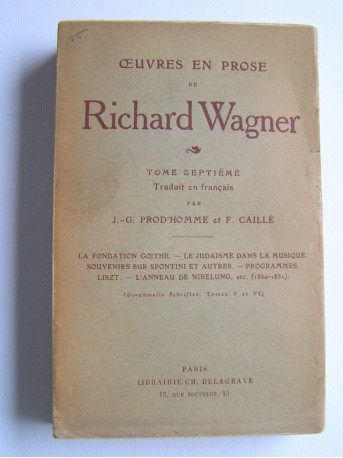 25
ŒUVRES EN PROSE
DE
Richard Wagner
TOME SEPTIÈME
Traduit en français
PAR
J.-G. PROD'HOMME et F. CAILLÉ
LA FONDATION GŒTHE. — LE JUDAISME DANS LA MUSIQUE.
SOUVENIRS SUR SPONTINI ET AUTRES. — PROGRAMMES.
LISZT. — L'ANNEAU DE NIBELUNG, etc. (1850-1851).
(Gesammelte Schriften, Tomes V et VI)
PARIS
LIBRAIRIE CH. DELAGRAVE
15, RUE SOUFFLOT, 15